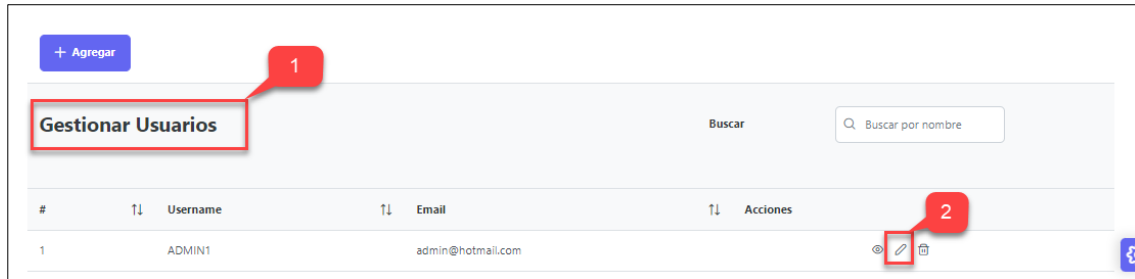 + Agregar
1
Gestionar Usuarios
Buscar
Buscar por nombre
# Username Email Acciones
2
1 ADMIN1 admin@hotmail.com